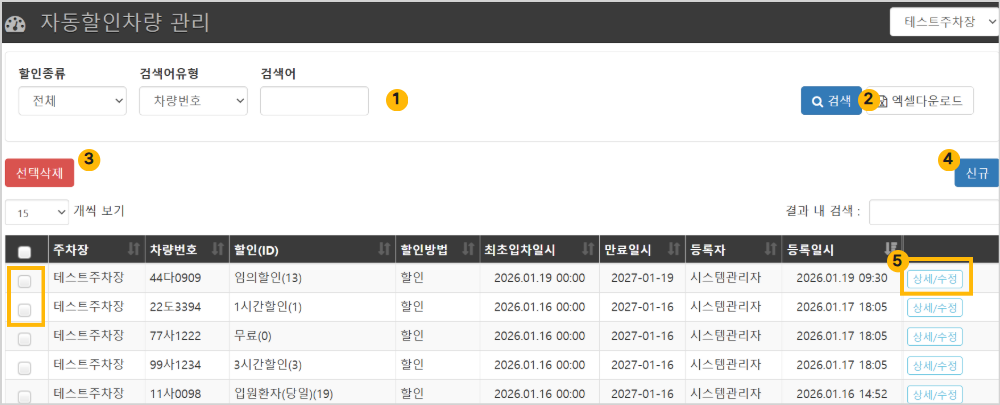 자동할인차량 관리
테스트주차장
할인종류 검색어유형 검색어
전체 차량번호 1 검색 2 엑셀다운로드
선택삭제 3 4 신규
15 개씩 보기 결과 내 검색 :
주차장 차량번호 할인(ID) 할인방법 최초입차일시 만료일시 등록자 등록일시
5
테스트주차장 44다0909 임의할인(13) 할인 2026.01.19 00:00 2027-01-19 시스템관리자 2026.01.19 09:30 상세/수정
테스트주차장 22도3394 1시간할인(1) 할인 2026.01.16 00:00 2027-01-16 시스템관리자 2026.01.17 18:05 상세/수정
테스트주차장 77사1222 무료(0) 할인 2026.01.16 00:00 2027-01-16 시스템관리자 2026.01.17 18:05 상세/수정
테스트주차장 99사1234 3시간할인(3) 할인 2026.01.16 00:00 2027-01-16 시스템관리자 2026.01.17 18:05 상세/수정
테스트주차장 11사0098 입원환자(당일)(19) 할인 2026.01.16 00:00 2027-01-16 시스템관리자 2026.01.16 14:52 상세/수정